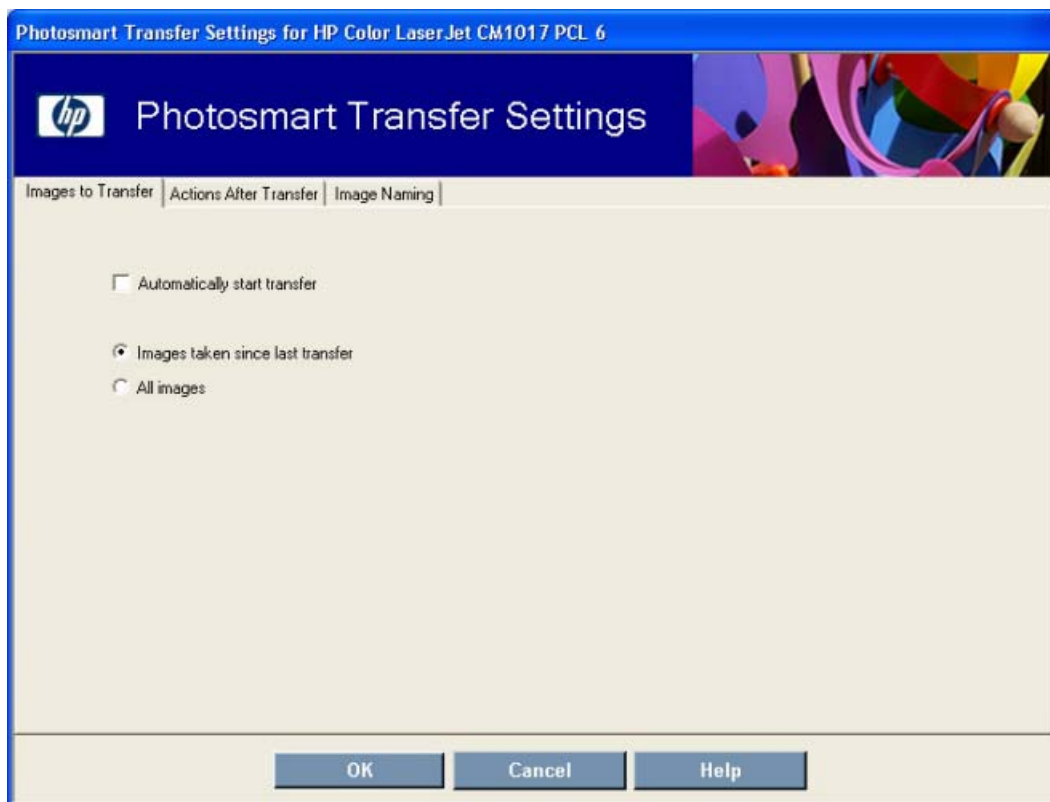 Photosmart Transfer Settings for HP Color LaserJet CM1017 PCL 6
hp Photosmart Transfer Settings
Images to Transfer Actions After Transfer Image Naming
Automatically start transfer
Images taken since last transfer
All images
OK Cancel Help